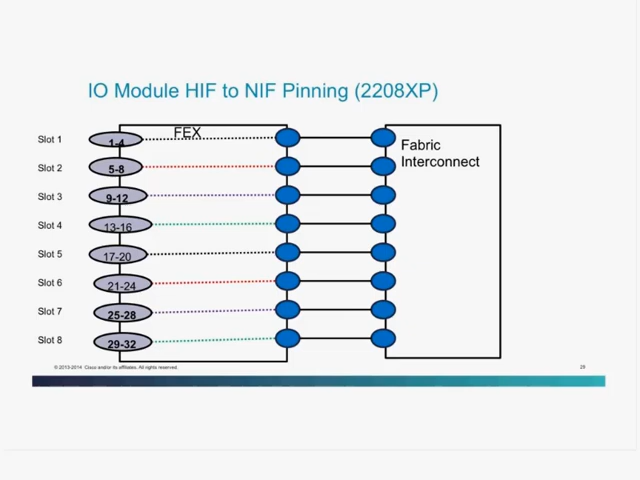 IO Module HIF to NIF Pinning (2208XP)
FEX
Fabric
Interconnect
Slot 1
1-4
Slot 2
5-8
Slot 3
9-12
Slot 4
13-16
Slot 5
17-20
Slot 6
21-24
Slot 7
25-28
Slot 8
29-32
© 2013-2014 Cisco and/or its affiliates. All rights reserved.